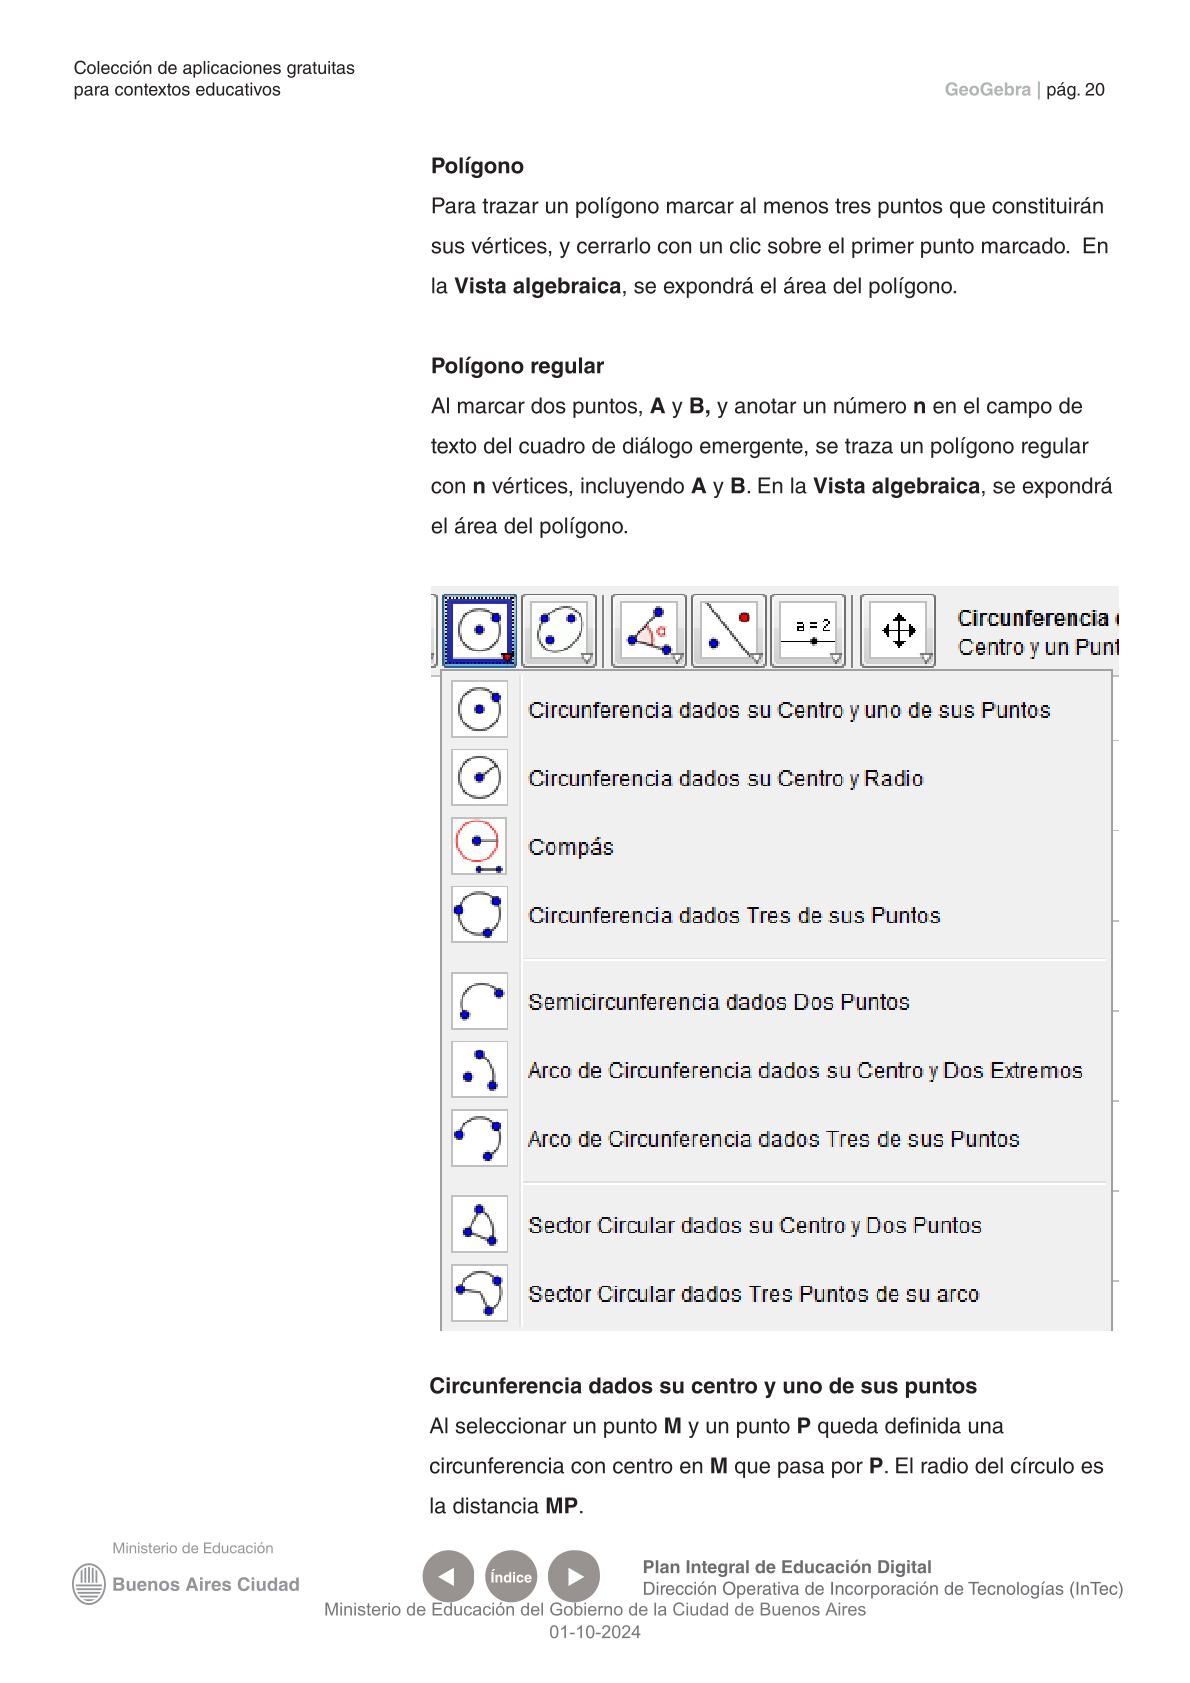 Colección de aplicaciones gratuitas
para contextos educativos
GeoGebra | pág. 20
Polígono
Para trazar un polígono marcar al menos tres puntos que constituirán
sus vértices, y cerrarlo con un clic sobre el primer punto marcado.  En
la Vista algebraica, se expondrá el área del polígono.
Polígono regular
Al marcar dos puntos, A y B, y anotar un número n en el campo de
texto del cuadro de diálogo emergente, se traza un polígono regular
con n vértices, incluyendo A y B. En la Vista algebraica, se expondrá
el área del polígono.
α
a = 2
Circunferencia
Centro y un Punt
Circunferencia dados su Centro y uno de sus Puntos
Circunferencia dados su Centro y Radio
Compás
Circunferencia dados Tres de sus Puntos
Semicircunferencia dados Dos Puntos
Arco de Circunferencia dados su Centro y Dos Extremos
Arco de Circunferencia dados Tres de sus Puntos
Sector Circular dados su Centro y Dos Puntos
Sector Circular dados Tres Puntos de su arco
Circunferencia dados su centro y uno de sus puntos
Al seleccionar un punto M y un punto P queda definida una
circunferencia con centro en M que pasa por P. El radio del círculo es
la distancia MP.
Ministerio de Educación
Buenos Aires Ciudad
Índice
Plan Integral de Educación Digital
Dirección Operativa de Incorporación de Tecnologías (InTec)
Ministerio de Educación del Gobierno de la Ciudad de Buenos Aires
01-10-2024